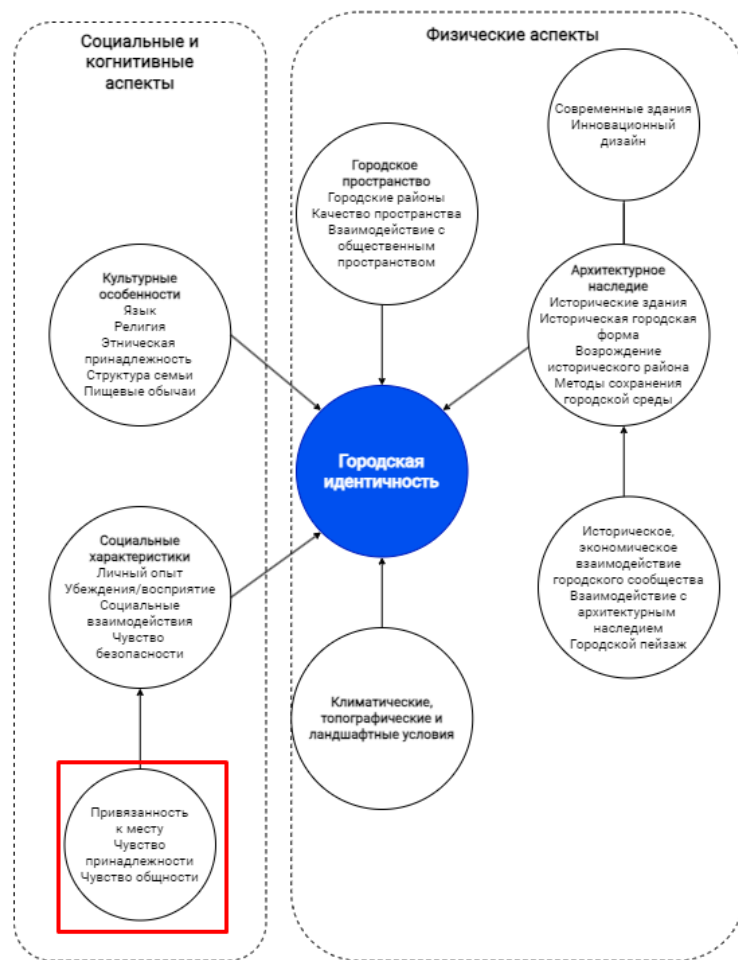 Социальные и
когнитивные
аспекты
Физические аспекты
Современные здания
Инновационный
дизайн
Городское
пространство
Городские районы
Качество пространства
Взаимодействие с
общественным
пространством
Культурные
особенности
Язык
Религия
Этническая
принадлежность
Структура семьи
Пищевые обычаи
Архитектурное
наследие
Исторические здания
Историческая городская
форма
Возрождение
исторического района
Методы сохранения
городской среды
Городская
идентичность
Социальные
характеристики
Личный опыт
Убеждения/восприятие
Социальные
взаимодействия
Чувство
безопасности
Историческое,
экономическое
взаимодействие
городского сообщества
Взаимодействие с
архитектурным
наследием
Городской пейзаж
Климатические,
топографические и
ландшафтные условия
Привязанность
к месту
Чувство
принадлежности
Чувство общности